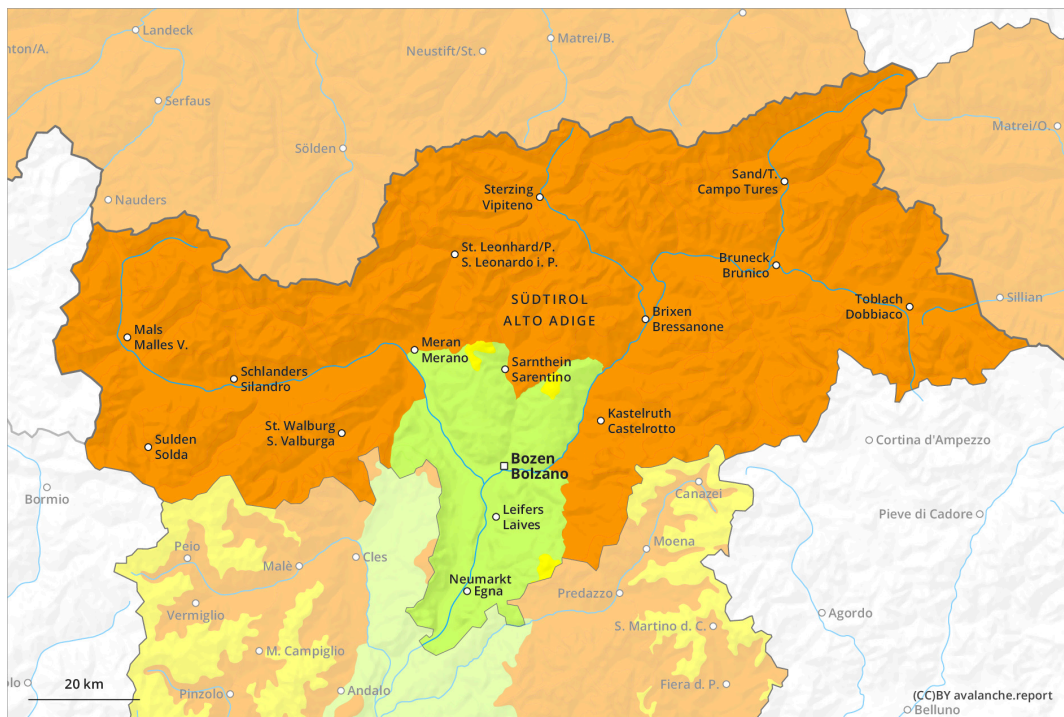 Landeck
Matrei/B.
Neustift/St.
nton/A.
Serfaus
Matrei/O.
Sölden
Sand/T.
Campo Tures
Sterzing
Vipiteno
Nauders
St. Leonhard/P.
S. Leonardo i. P.
Bruneck
Brunico
SÜDTIROL
ALTO ADIGE
Toblach
Dobbiaco
Sillian
Brixen
Bressanone
Mals
Malles V.
Meran
Merano
Sarnthein
Sarentino
Schlanders
Silandro
Kastelruth
Castelrotto
St. Walburg
S. Valburga
Sulden
Solda
Cortina d'Ampezzo
Bozen
Bolzano
Bormio
Canazei
Leifers
Laives
Pieve di Cadore
Moena
Peio
Cles
Malè
Neumarkt
Egna
Predazzo
Vermiglio
Agordo
S. Martino d. C.
M. Campiglio
olo
20 km
Pinzolo
Andalo
Fiera d. P.
(CC)BY avalanche.report
Belluno